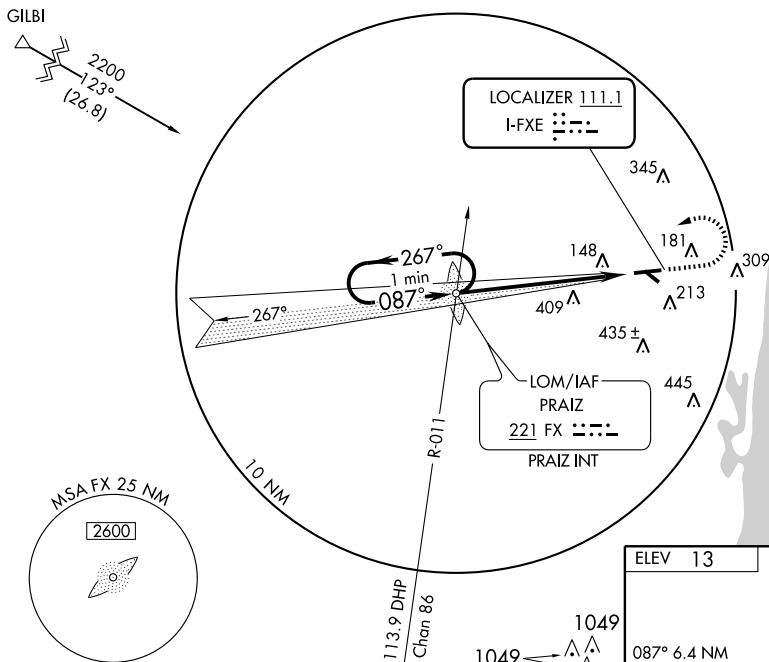 GILBI
2200
123°
(26.8)
LOCALIZER 111.1
I-FXE
345
181
309
148
267°
1 min
087°
267°
409
213
435 ±
445
LOM/IAF
PRAIZ
221 FX
PRAIZ INT
R-011
10 NM
MSA FX 25 NM
2600
113.9 DHP
Chan 86
1049
1049
ELEV 13
087° 6.4 NM